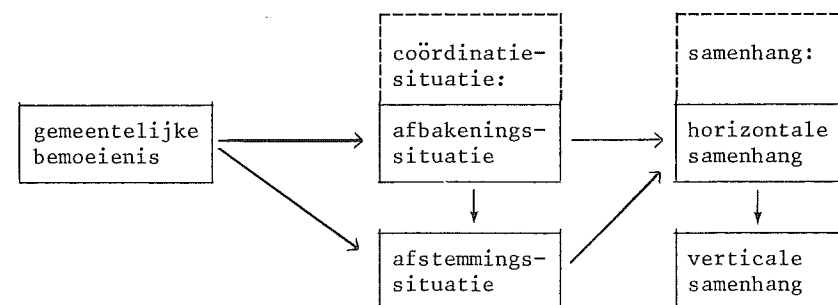 coördinatie-
situatie:
samenhang:
gemeentelijke
bemoeienis
afbakenings-
situatie
horizontale
samenhang
afstemmings-
situatie
verticale
samenhang